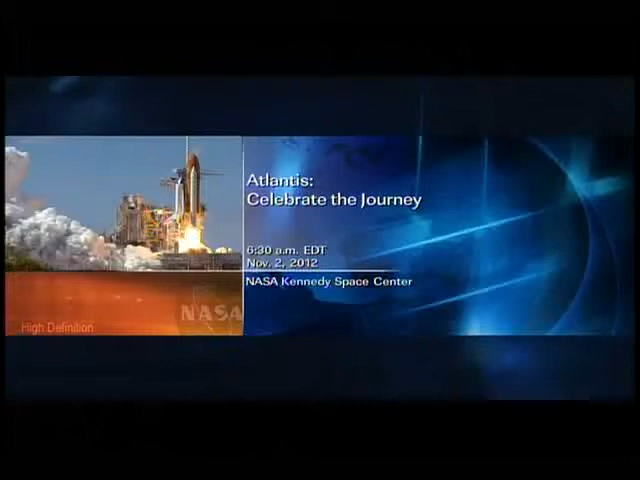 Atlantis:
Celebrate the Journey
6:30 a.m. EDT
Nov. 2, 2012
NASA Kennedy Space Center
NASA
High Definition